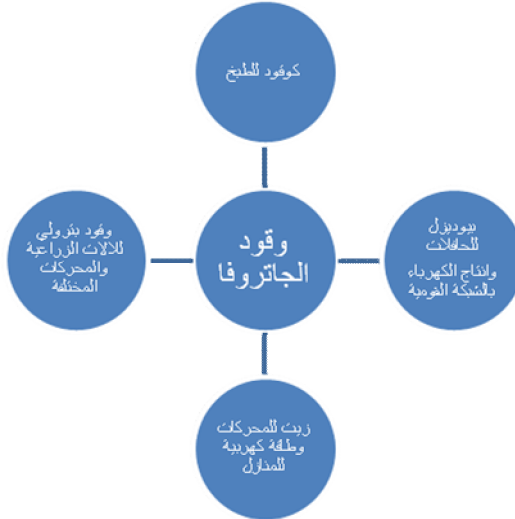 كوقود للطبخ
وقود بترولي
للالات الزراعية
والمحركات
المختلفة
وقود
الجاتروفا
بيوديزل
للحافلات
وانتاج الكهرباء
بالشبكة القومية
زيت للمحركات
وطاقة كهربية
للمنازل